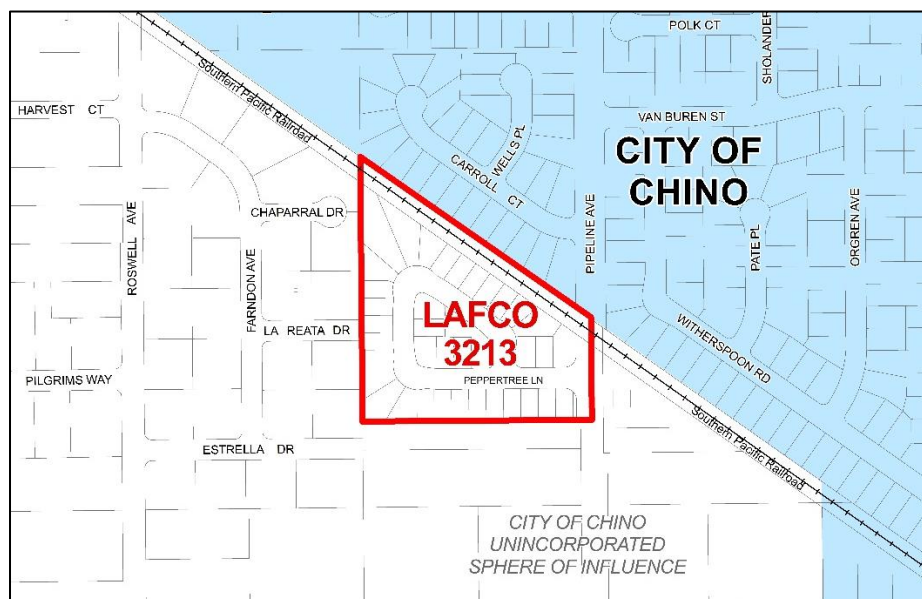 POLK CT
SHOLANDER
Southern Pacific Railroad
HARVEST CT
VAN BUREN ST
WELLS PL
CITY OF
CHINO
CARROLL CT
CHAPARRAL DR
ROSWELL AVE
PIPELINE AVE
PATE PL
ORGREN AVE
FARNDON AVE
LAFCO
3213
LA REATA DR
WITHERSPOON RD
PILGRIMS WAY
PEPPERTREE LN
Southern Pacific Railroad
ESTRELLA DR
CITY OF CHINO
UNINCORPORATED
SPHERE OF INFLUENCE